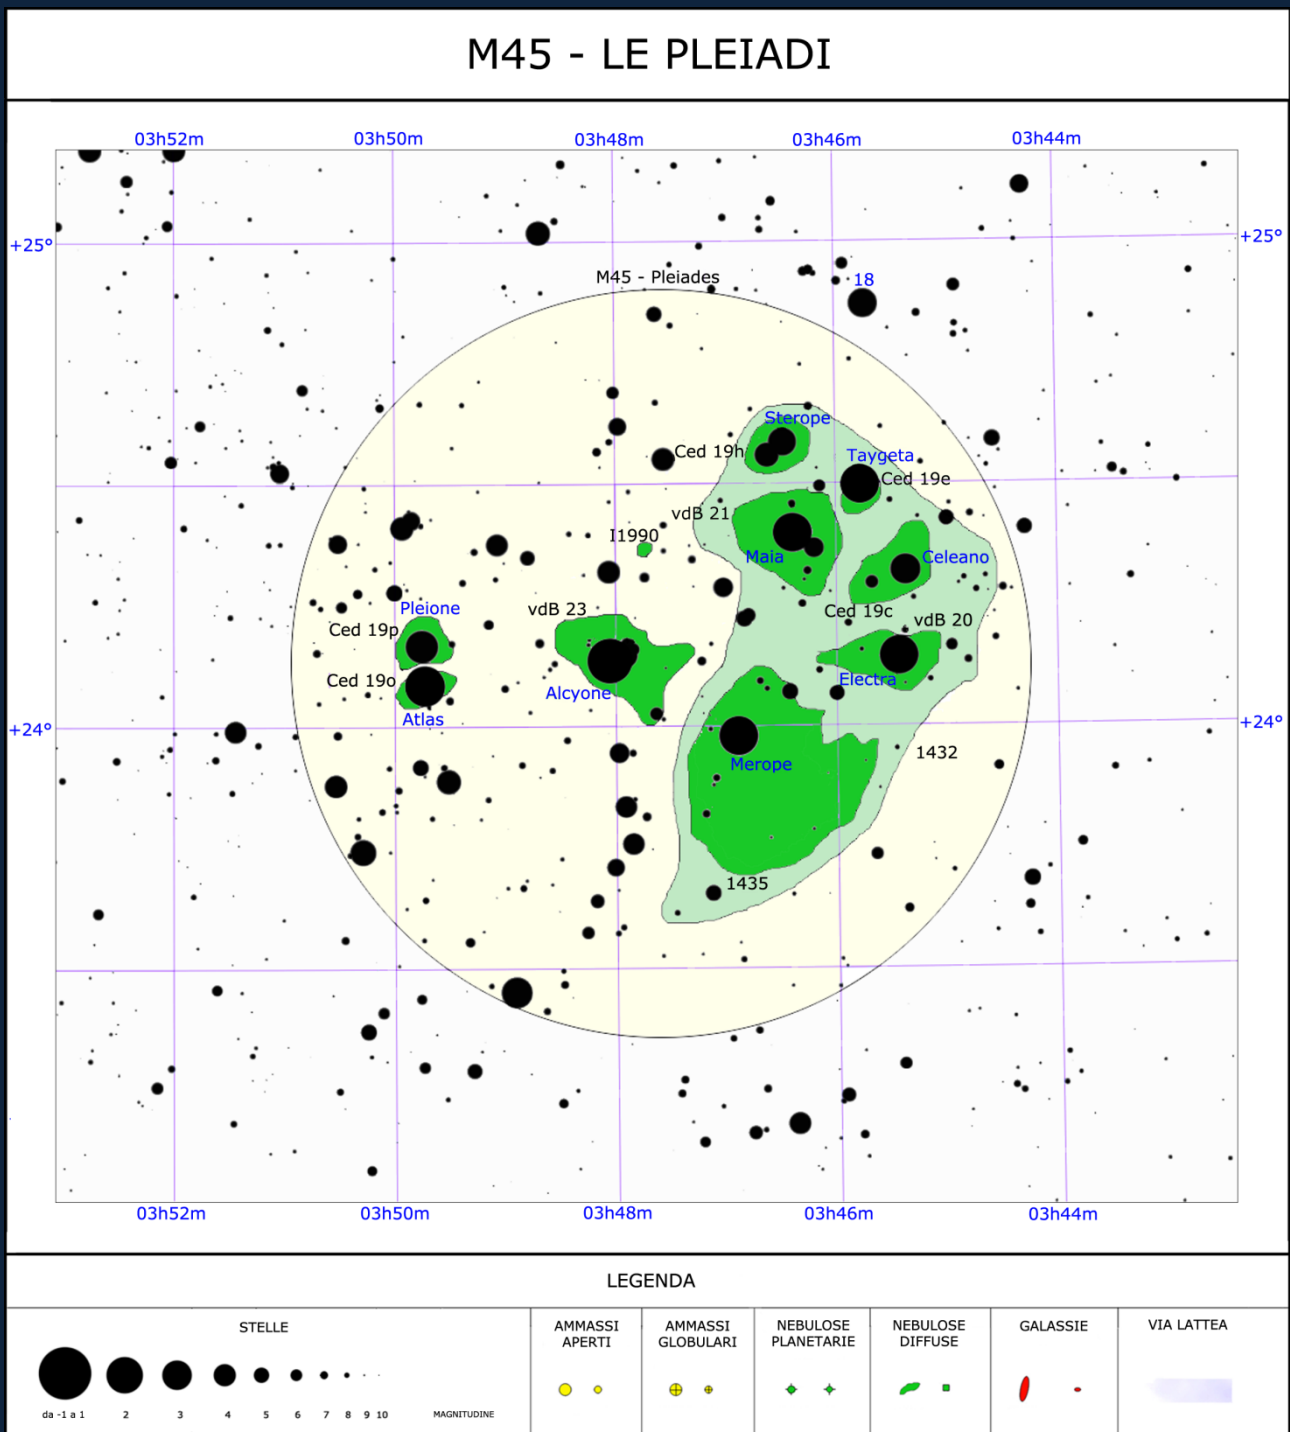 M45 - LE PLEIADI
03h52m 03h50m 03h48m 03h46m 03h44m
+25° +25°
M45 - Pleiades
18
Sterope
Ced 19h
Taygeta
Ced 19e
vdB 21
I1990
Maia
Celeano
Pleione
vdB 23
Ced 19c
vdB 20
Ced 19p
Ced 19o
Electra
Alcyone
Atlas
+24° +24°
1432
Merope
1435
03h52m 03h50m 03h48m 03h46m 03h44m
LEGENDA
STELLE
da -1 a 1 2 3 4 5 6 7 8 9 10 MAGNITUDINE
AMMASSI
APERTI
AMMASSI
GLOBULARI
NEBULOSE
PLANETARIE
NEBULOSE
DIFFUSE
GALASSIE
VIA LATTEA